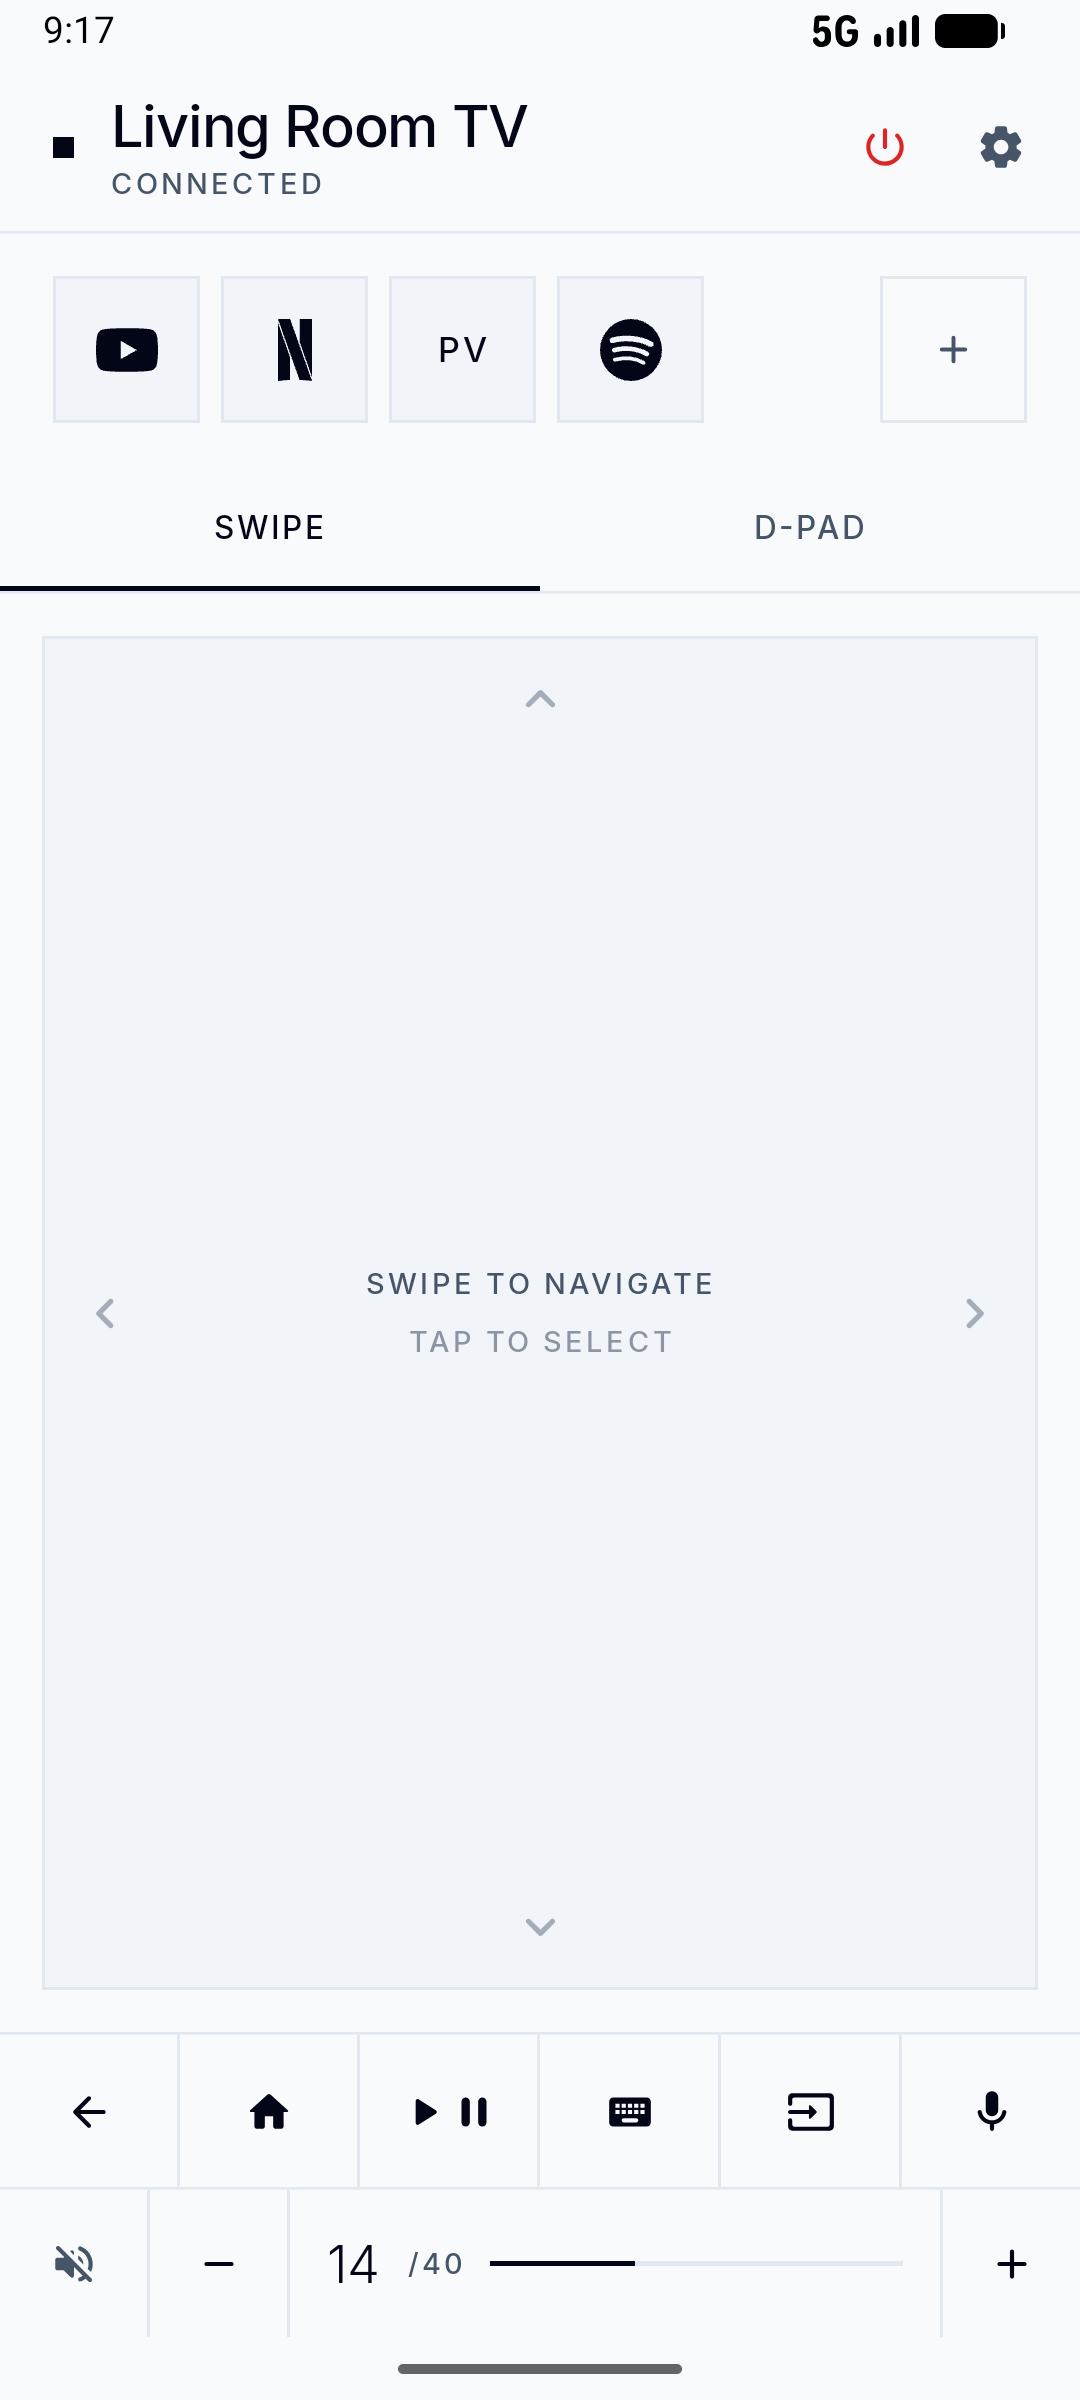 9:17
5G
Living Room TV
CONNECTED
PV
SWIPE
D-PAD
SWIPE TO NAVIGATE
TAP TO SELECT
14 /40